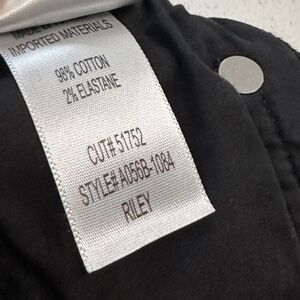 IMPORTED MATERIALS
98% COTTON
2% ELASTANE
CUT# 51752
STYLE# A056B-1084
RILEY